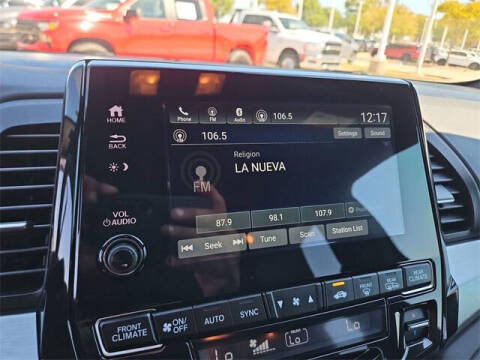 Phone FM Bluetooth 106.5 12:17
HOME
106.5 Settings Sound
BACK
Religion
LA NUEVA
FM
87.9 98.1 107.9
VOL
AUDIO
Seek Tune Scan Station List
FRONT CLIMATE ON/OFF AUTO SYNC REAR CLIMATE
Lo Lo